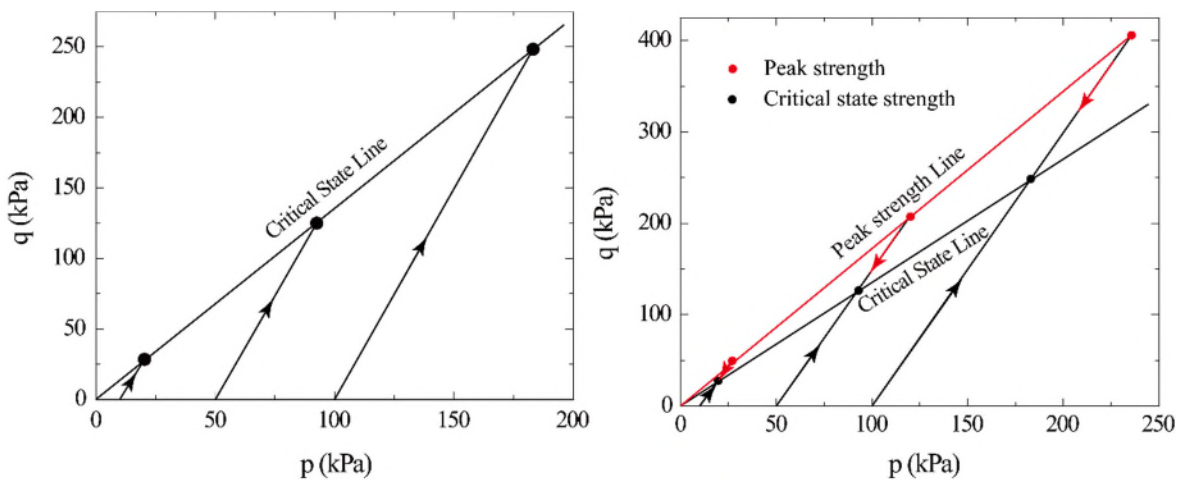 250
200
150
100
50
0
q (kPa)
Critical State Line
0
50
100
150
200
p (kPa)
400
300
200
100
0
q (kPa)
Peak strength
Critical state strength
Peak strength Line
Critical State Line
0
50
100
150
200
250
p (kPa)